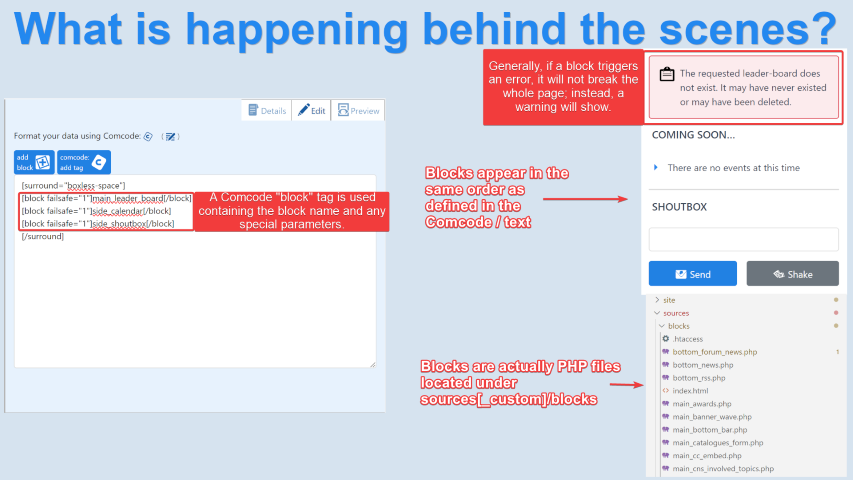 What is happening behind the scenes?
Generally, if a block triggers
an error, it will not break the
whole page; instead, a
warning will show.
The requested leader-board does
not exist. It may have never existed
or may have been deleted.
Details
Edit
Preview
Format your data using Comcode:
( )
add
block
comcode:
add tag
[surround="boxless-space"]
[block failsafe="1"]main_leader_board[/block]
[block failsafe="1"]side_calendar[/block]
[block failsafe="1"]side_shoutbox[/block]
[/surround]
A Comcode "block" tag is used
containing the block name and any
special parameters.
Blocks appear in the
same order as
defined in the
Comcode / text
COMING SOON...
There are no events at this time
SHOUTBOX
Send
Shake
Blocks are actually PHP files
located under
sources[_custom]/blocks
site
sources
blocks
.htaccess
bottom_forum_news.php 1
bottom_news.php
bottom_rss.php
index.html
main_awards.php
main_banner_wave.php
main_bottom_bar.php
main_catalogues_form.php
main_cc_embed.php
main_cns_involved_topics.php